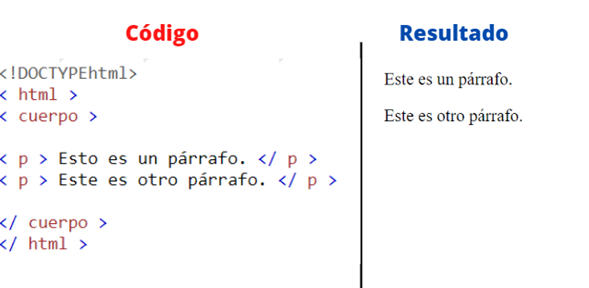 Código
<!DOCTYPEhtml>
< html >
< cuerpo >
< p > Esto es un párrafo. </ p >
< p > Este es otro párrafo. </ p >
</ cuerpo >
</ html >
Resultado
Este es un párrafo.
Este es otro párrafo.